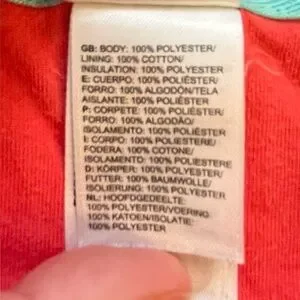 GB: BODY: 100% POLYESTER/
LINING: 100% COTTON/
INSULATION: 100% POLYESTER
E: CUERPO: 100% POLIÉSTER/
FORRO: 100% ALGODÓN/TELA
AISLANTE: 100% POLIÉSTER
P: CORPETE: 100% POLIÉSTER/
FORRO: 100% ALGODÃO/
ISOLAMENTO: 100% POLIÉSTER
I: CORPO: 100% POLIESTERE/
FODERA: 100% COTONE/
ISOLAMENTO: 100% POLIESTERE
D: KÖRPER: 100% POLYESTER/
FUTTER: 100% BAUMWOLLE/
ISOLIERUNG: 100% POLYESTER
NL: HOOFDGEDEELTE:
100% POLYESTER/VOERING:
100% KATOEN/ISOLATIE:
100% POLYESTER